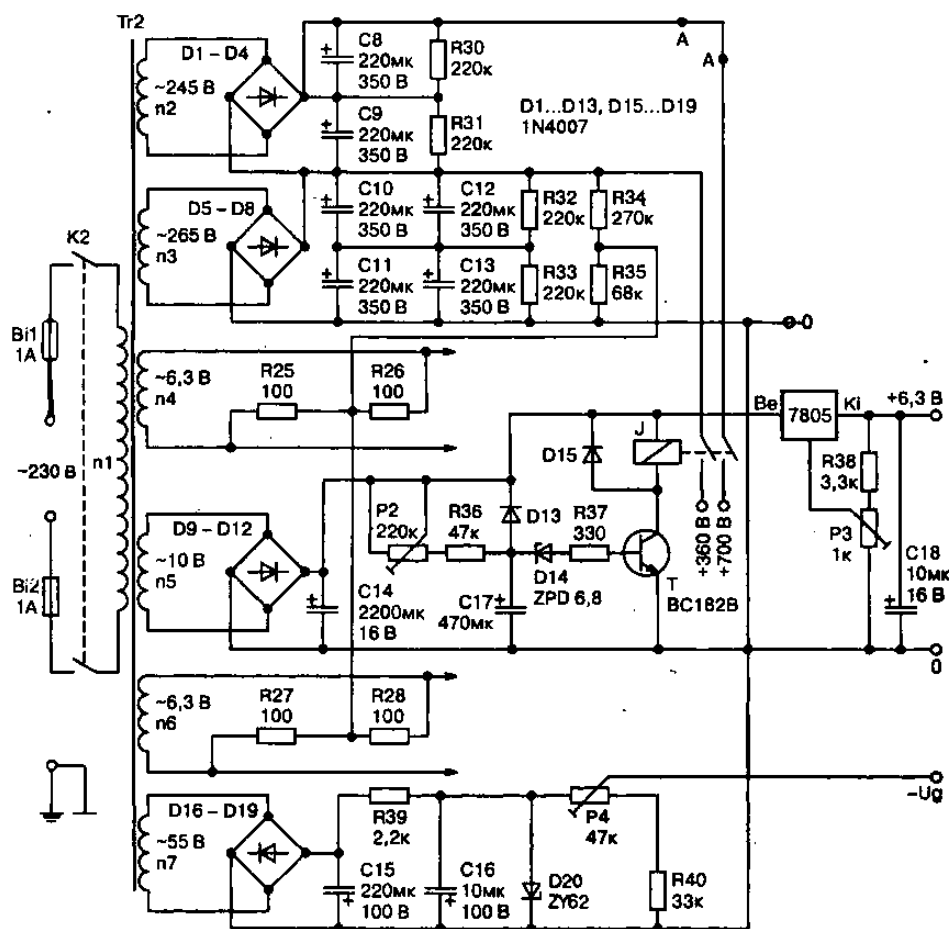 Tr2
D1 – D4
~245 В
n2
C8
220мк
350 В
R30
220к
A
A
C9
220мк
350 В
R31
220к
D1...D13, D15...D19
1N4007
D5 – D8
~265 В
n3
C10
220мк
350 В
C12
220мк
350 В
R32
220к
R34
270к
C11
220мк
350 В
C13
220мк
350 В
R33
220к
R35
68к
K2
Bi1
1A
0
~6,3 В
n4
R25
100
R26
100
~230 В
n1
Be
7805
Ki
+6,3 В
D15
J
R38
3,3к
P3
1к
C18
10мк
16 В
+360 В
+700 В
D9 – D12
~10 В
n5
P2
220к
R36
47к
D13
R37
330
D14
ZPD 6,8
T
BC182B
C14
2200мк
16 В
C17
470мк
Bi2
1A
0
~6,3 В
n6
R27
100
R28
100
–Ug
D16 – D19
~55 В
n7
R39
2,2к
P4
47к
C15
220мк
100 В
C16
10мк
100 В
D20
ZY62
R40
33к